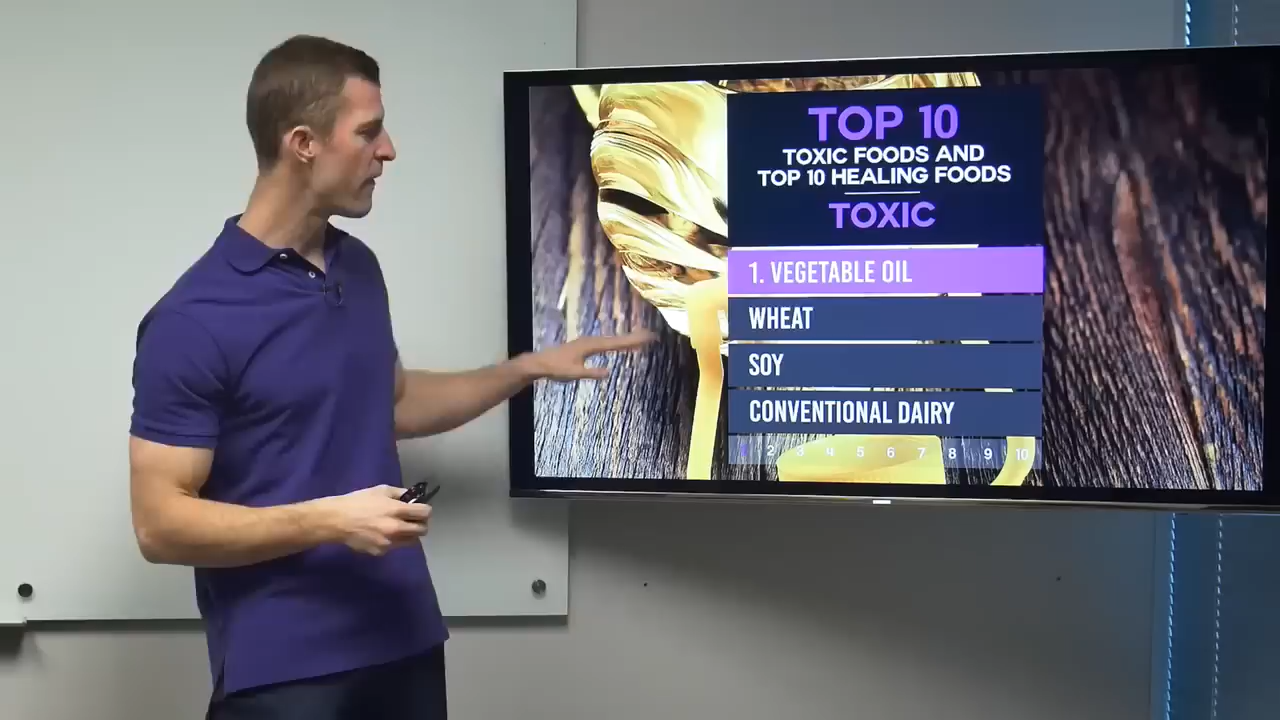 TOP 10
TOXIC FOODS AND
TOP 10 HEALING FOODS
TOXIC
1. VEGETABLE OIL
WHEAT
SOY
CONVENTIONAL DAIRY
2 3 4 5 6 7 8 9 10